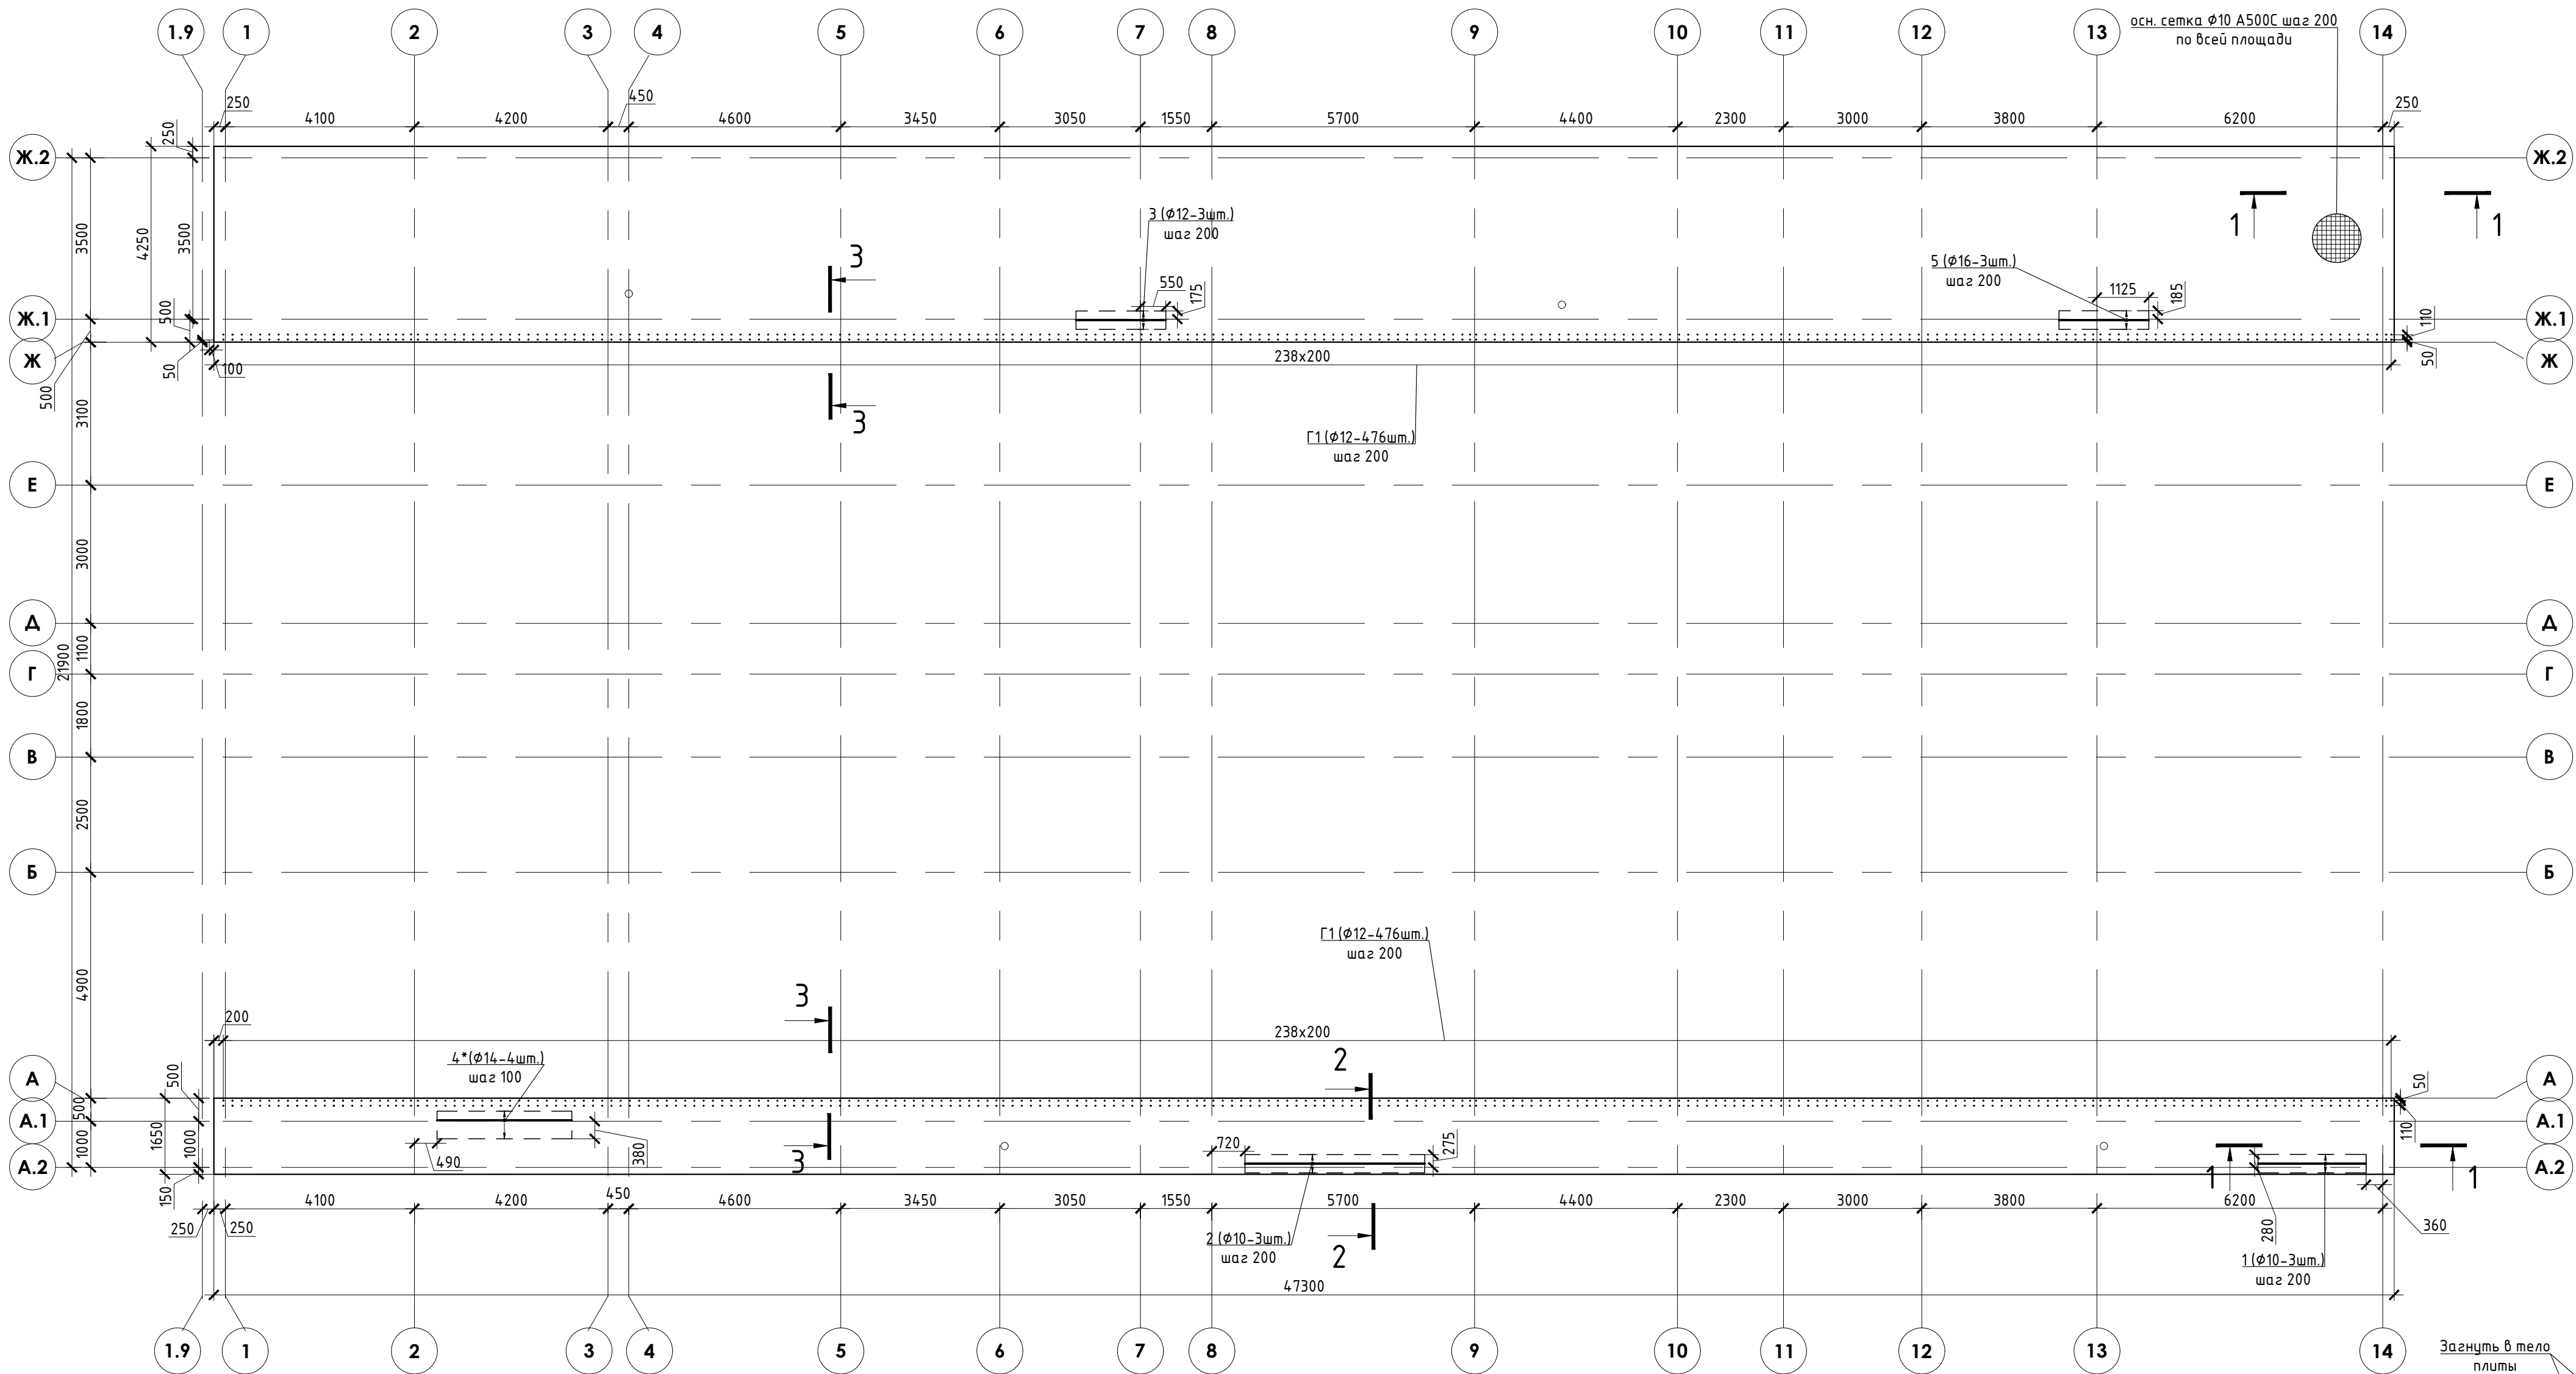 1.9 1 2 3 4 5 6 7 8 9 10 11 12 13 14
осн. сетка Ф10 А500С шаг 200
по всей площади
250 4100 4200 450 4600 3450 3050 1550 5700 4400 2300 3000 3800 6200 250
Ж.2 Ж.2
250
3500 4250 3500
1 1
3 (Ф12-3шт.)
шаг 200
3
550 175
5 (Ф16-3шт.)
шаг 200
1125 185
Ж.1 500 110 Ж.1
Ж 50 100 238x200 50 Ж
500
3100
3
Г1 (Ф12-476шт.)
шаг 200
Е Е
3000
Д Д
21900 1100
Г Г
1800
В В
2500
Б Б
4900
Г1 (Ф12-476шт.)
шаг 200
3
200
238x200
4*(Ф14-4шт.)
шаг 100
2
А 500 50 А
А.1 500 110 А.1
1000 1650 1000
490 380 3
720 275
А.2 150 1 1 А.2
4100 4200 450 4600 3450 3050 1550 5700 4400 2300 3000 3800 6200
250 250
280 360
2 (Ф10-3шт.)
шаг 200
2
1 (Ф10-3шт.)
шаг 200
47300
1.9 1 2 3 4 5 6 7 8 9 10 11 12 13 14
Загнуть в тело
плиты